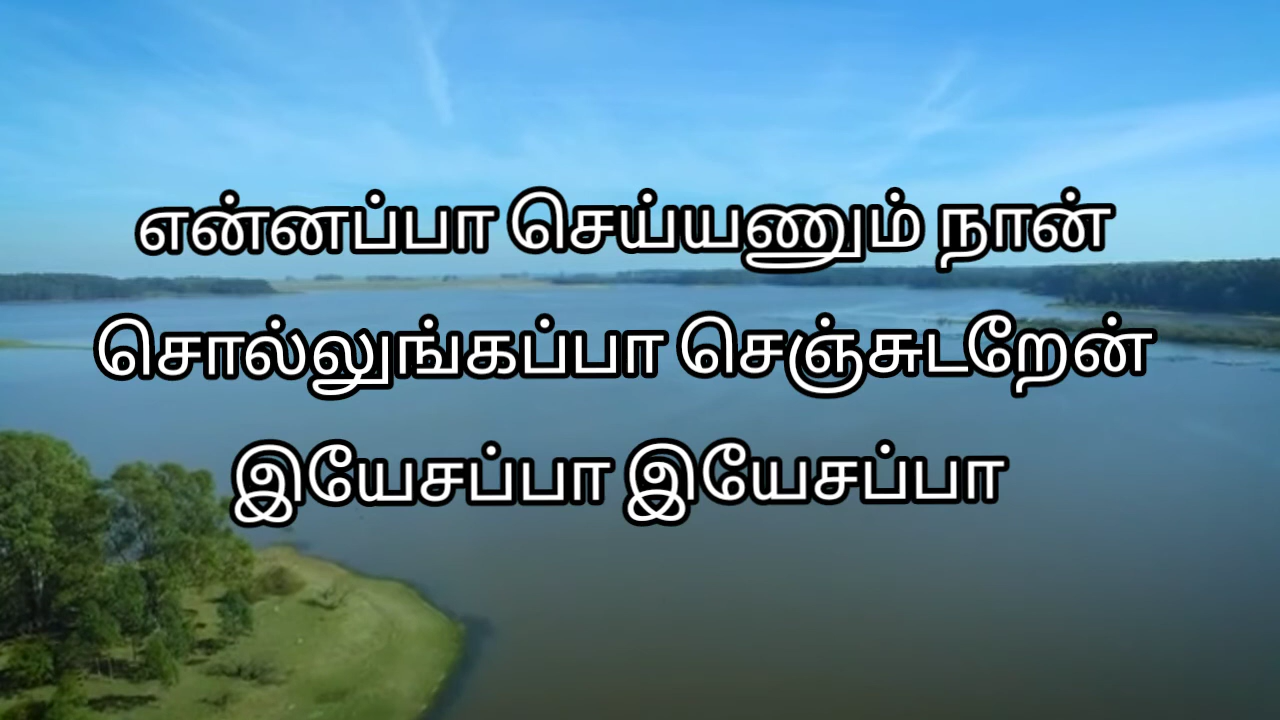 என்னப்பா செய்யணும் நான்
சொல்லுங்கப்பா செஞ்சுடறேன்
இயேசப்பா இயேசப்பா